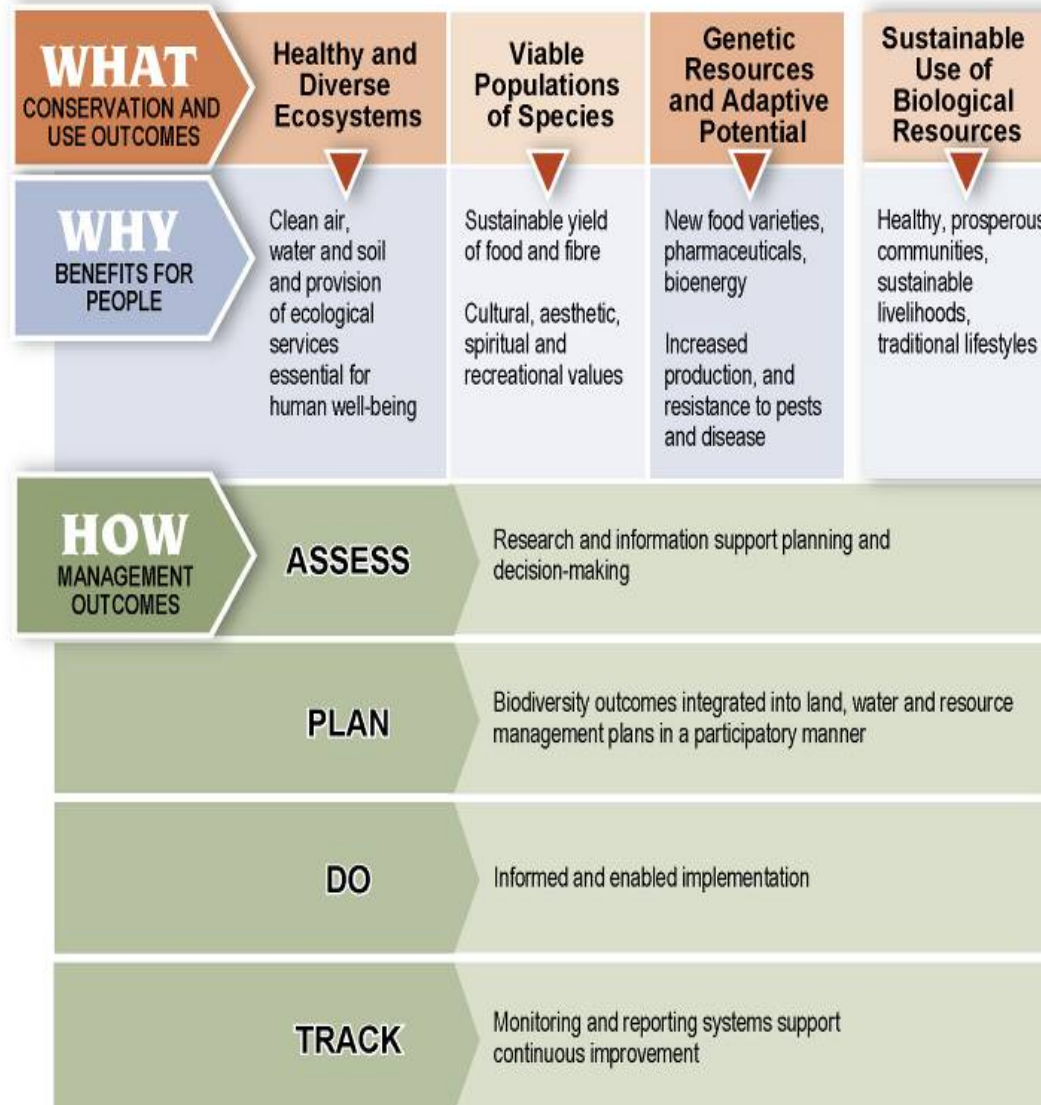 WHAT
CONSERVATION AND
USE OUTCOMES
Healthy and
Diverse
Ecosystems
Viable
Populations
of Species
Genetic
Resources
and Adaptive
Potential
Sustainable
Use of
Biological
Resources
WHY
BENEFITS FOR
PEOPLE
Clean air,
water and soil
and provision
of ecological
services
essential for
human well-being
Sustainable yield
of food and fibre
Cultural, aesthetic,
spiritual and
recreational values
New food varieties,
pharmaceuticals,
bioenergy
Increased
production, and
resistance to pests
and disease
Healthy, prosperous
communities,
sustainable
livelihoods,
traditional lifestyles
HOW
MANAGEMENT
OUTCOMES
ASSESS
Research and information support planning and
decision-making
PLAN
Biodiversity outcomes integrated into land, water and resource
management plans in a participatory manner
DO
Informed and enabled implementation
TRACK
Monitoring and reporting systems support
continuous improvement